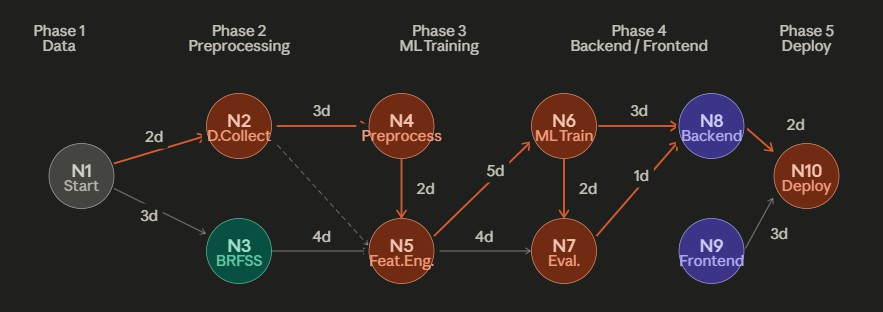 Phase 1
Data
Phase 2
Preprocessing
Phase 3
ML Training
Phase 4
Backend / Frontend
Phase 5
Deploy
N1
Start
2d
3d
N2
D.Collect
N3
BRFSS
3d
4d
N4
Preprocess
2d
N5
Feat.Eng.
5d
4d
N6
ML Train
2d
N7
Eval.
3d
1d
N8
Backend
N9
Frontend
2d
3d
N10
Deploy